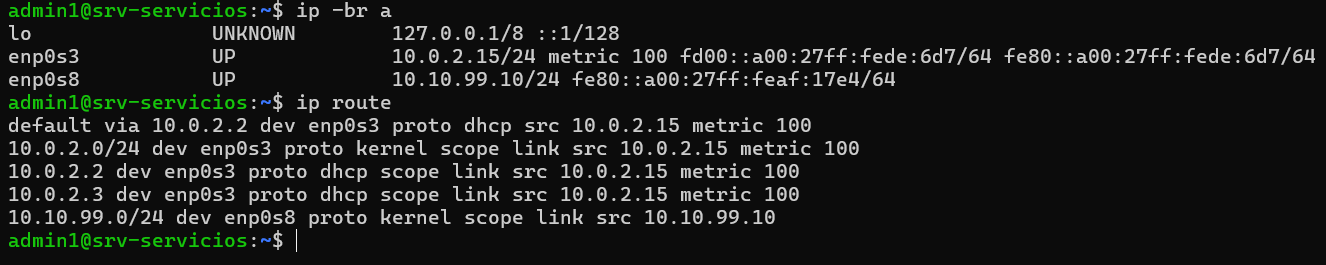 admin1@srv-servicios:~$ ip -br a
lo               UNKNOWN        127.0.0.1/8 ::1/128
enp0s3           UP             10.0.2.15/24 metric 100 fd00::a00:27ff:fede:6d7/64 fe80::a00:27ff:fede:6d7/64
enp0s8           UP             10.10.99.10/24 fe80::a00:27ff:feaf:17e4/64
admin1@srv-servicios:~$ ip route
default via 10.0.2.2 dev enp0s3 proto dhcp src 10.0.2.15 metric 100
10.0.2.0/24 dev enp0s3 proto kernel scope link src 10.0.2.15 metric 100
10.0.2.2 dev enp0s3 proto dhcp scope link src 10.0.2.15 metric 100
10.0.2.3 dev enp0s3 proto dhcp scope link src 10.0.2.15 metric 100
10.10.99.0/24 dev enp0s8 proto kernel scope link src 10.10.99.10
admin1@srv-servicios:~$